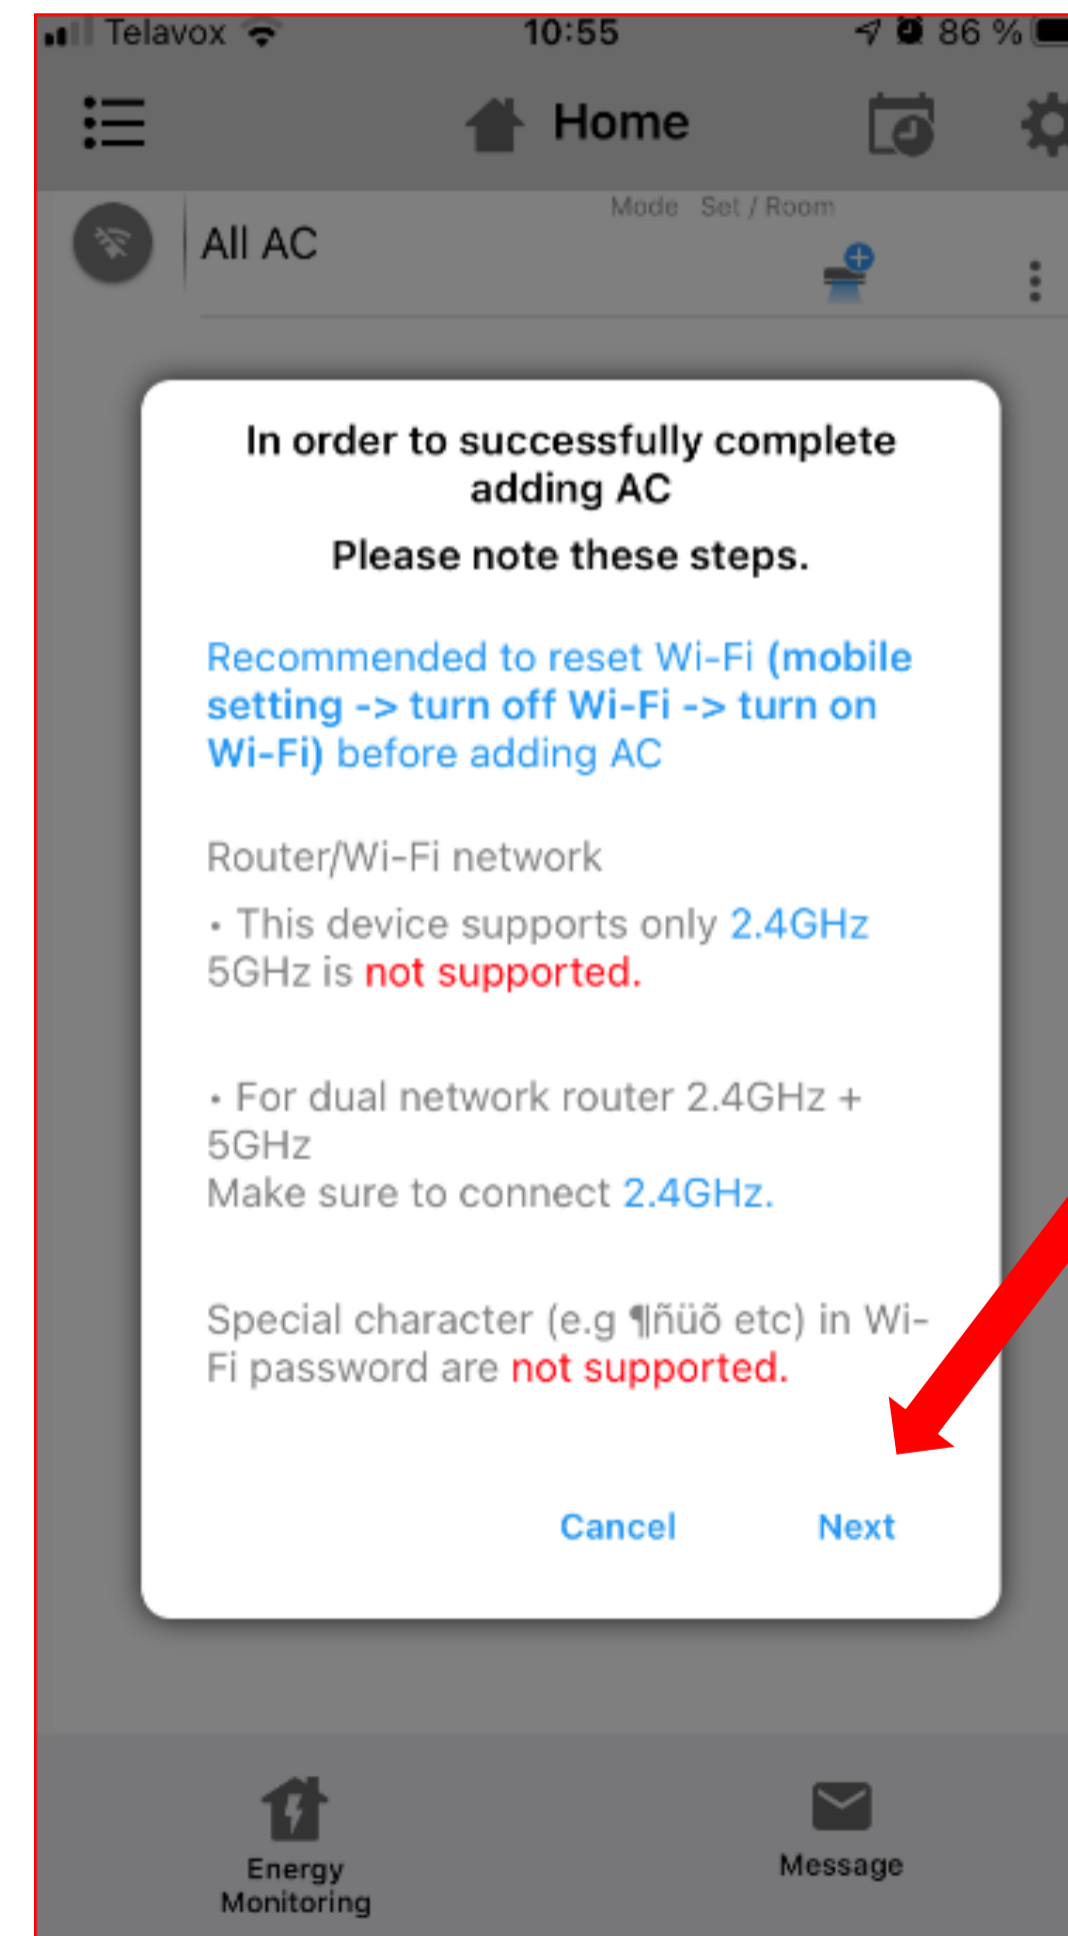 Telavox 10:55 86 %
Home
Mode Set / Room
All AC
In order to successfully complete
adding AC
Please note these steps.
Recommended to reset Wi-Fi (mobile
setting -> turn off Wi-Fi -> turn on
Wi-Fi) before adding AC
Router/Wi-Fi network
• This device supports only 2.4GHz
5GHz is not supported.
• For dual network router 2.4GHz +
5GHz
Make sure to connect 2.4GHz.
Special character (e.g ¶ñüõ etc) in Wi-
Fi password are not supported.
Cancel Next
Energy
Monitoring
Message